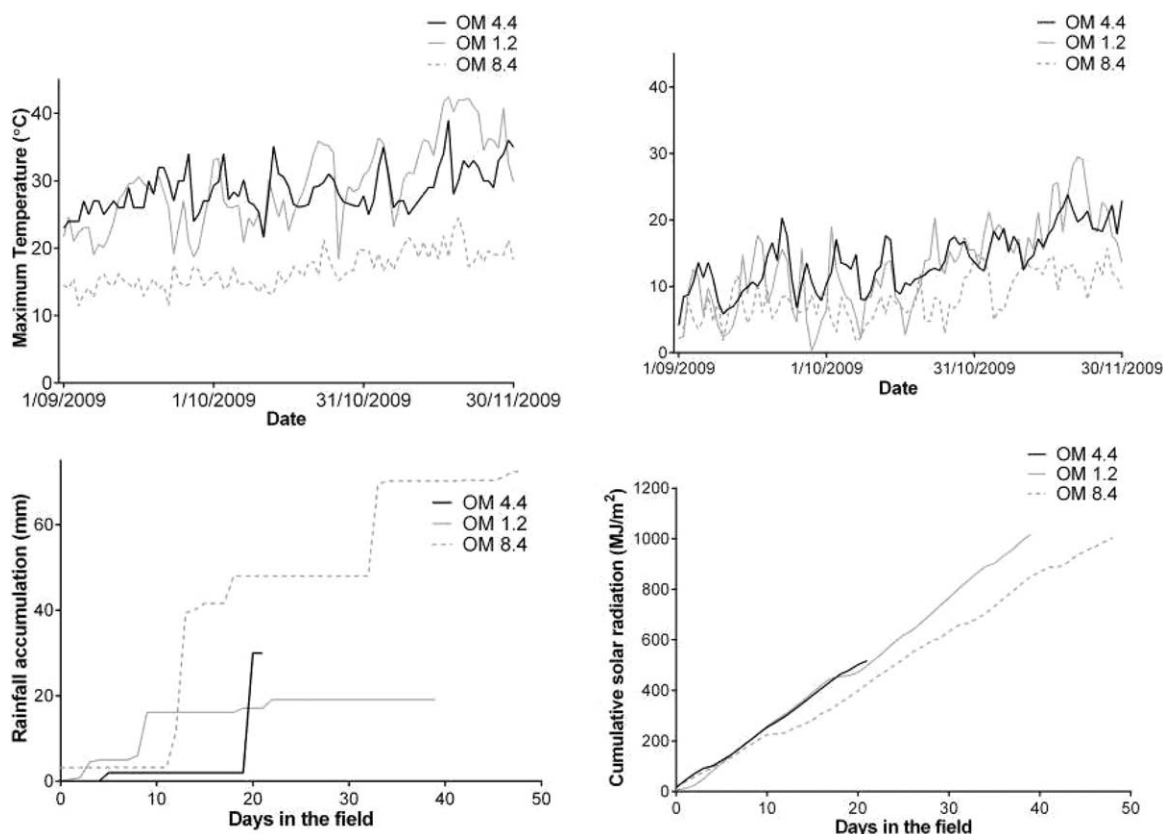 OM 4.4
OM 1.2
OM 8.4
Maximum Temperature (°C)
40
30
20
10
0
1/09/2009
1/10/2009
31/10/2009
30/11/2009
Date
OM 4.4
OM 1.2
OM 8.4
40
30
20
10
0
1/09/2009
1/10/2009
31/10/2009
30/11/2009
Date
OM 4.4
OM 1.2
OM 8.4
Rainfall accumulation (mm)
60
40
20
0
0
10
20
30
40
50
Days in the field
OM 4.4
OM 1.2
OM 8.4
Cumulative solar radiation (MJ/m²)
1200
1000
800
600
400
200
0
0
10
20
30
40
50
Days in the field